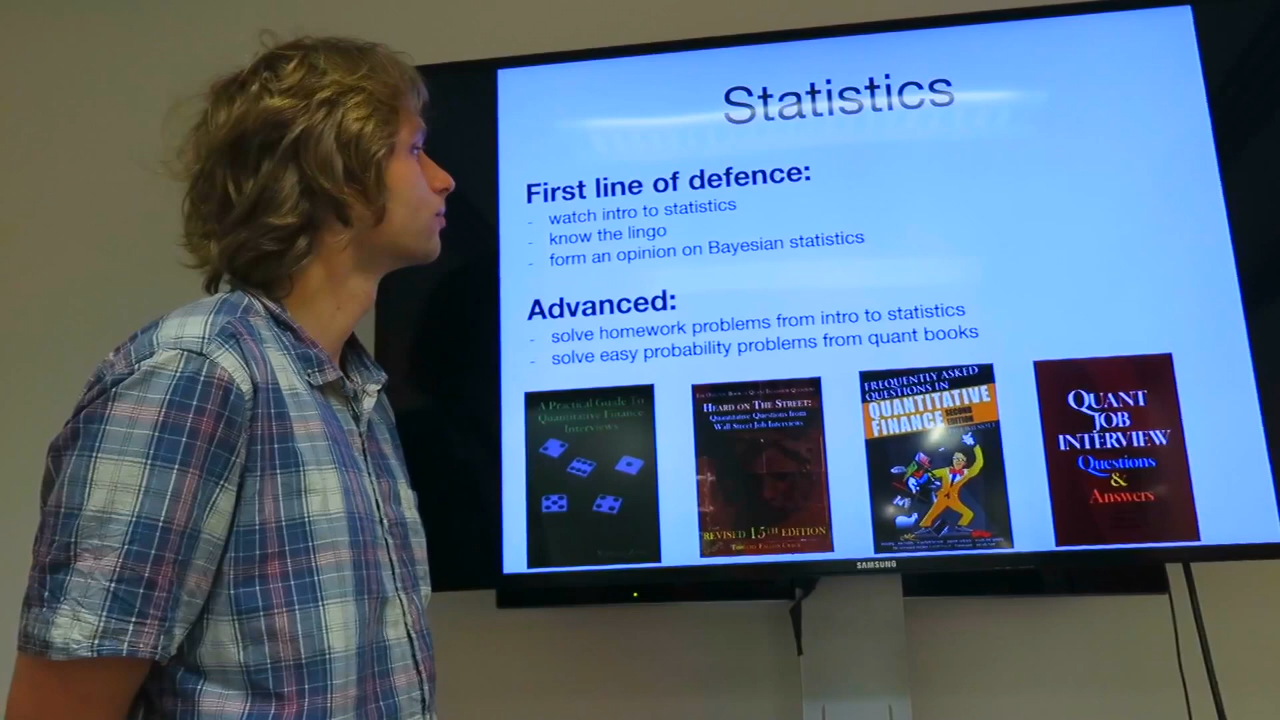 Statistics
First line of defence:
- watch intro to statistics
- know the lingo
- form an opinion on Bayesian statistics
Advanced:
- solve homework problems from intro to statistics
- solve easy probability problems from quant books
A Practical Guide To
Quantitative Finance
Interviews
HEARD ON THE STREET:
Quantitative Questions from
Wall Street Job Interviews
REVISED 15TH EDITION
FREQUENTLY ASKED
QUESTIONS IN
QUANTITATIVE
FINANCE SECOND
EDITION
QUANT
JOB
INTERVIEW
Questions
&
Answers
SAMSUNG